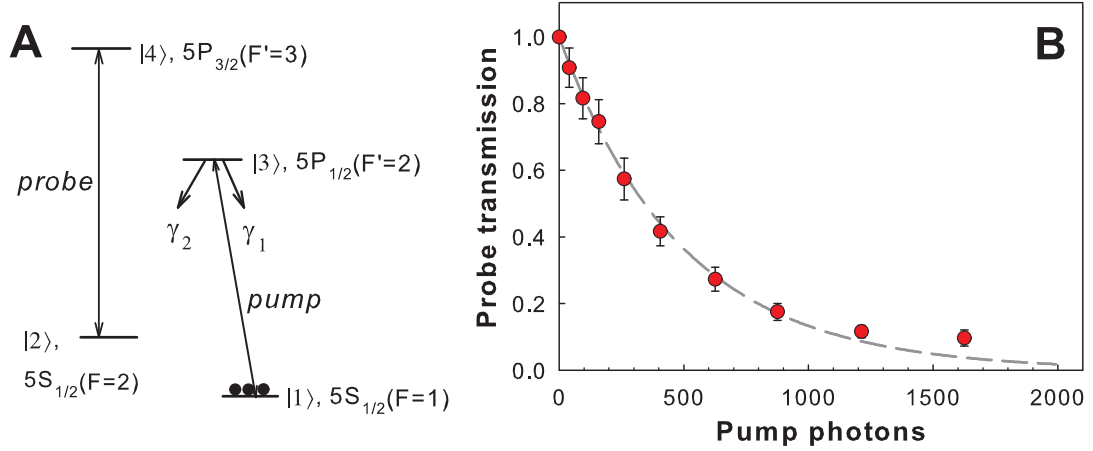 A
|4⟩, 5P3/2(F'=3)
|3⟩, 5P1/2(F'=2)
probe
γ2
γ1
pump
|2⟩,
5S1/2(F=2)
|1⟩, 5S1/2(F=1)
B
Probe transmission
1.0
0.8
0.6
0.4
0.2
0.0
0
500
1000
1500
2000
Pump photons